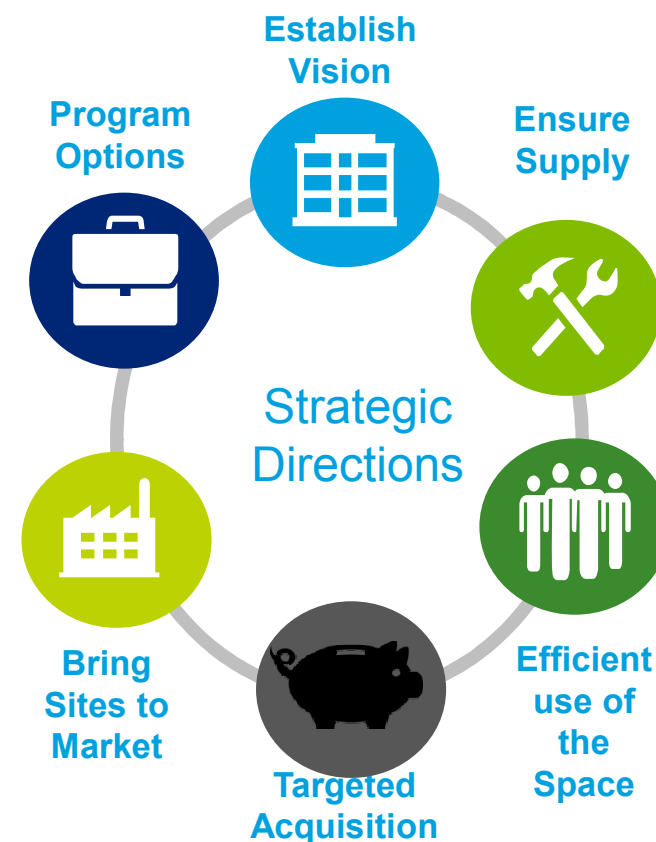 Establish
Vision
Program
Options
Ensure
Supply
Strategic
Directions
Bring
Sites to
Market
Efficient
use of
the
Space
Targeted
Acquisition